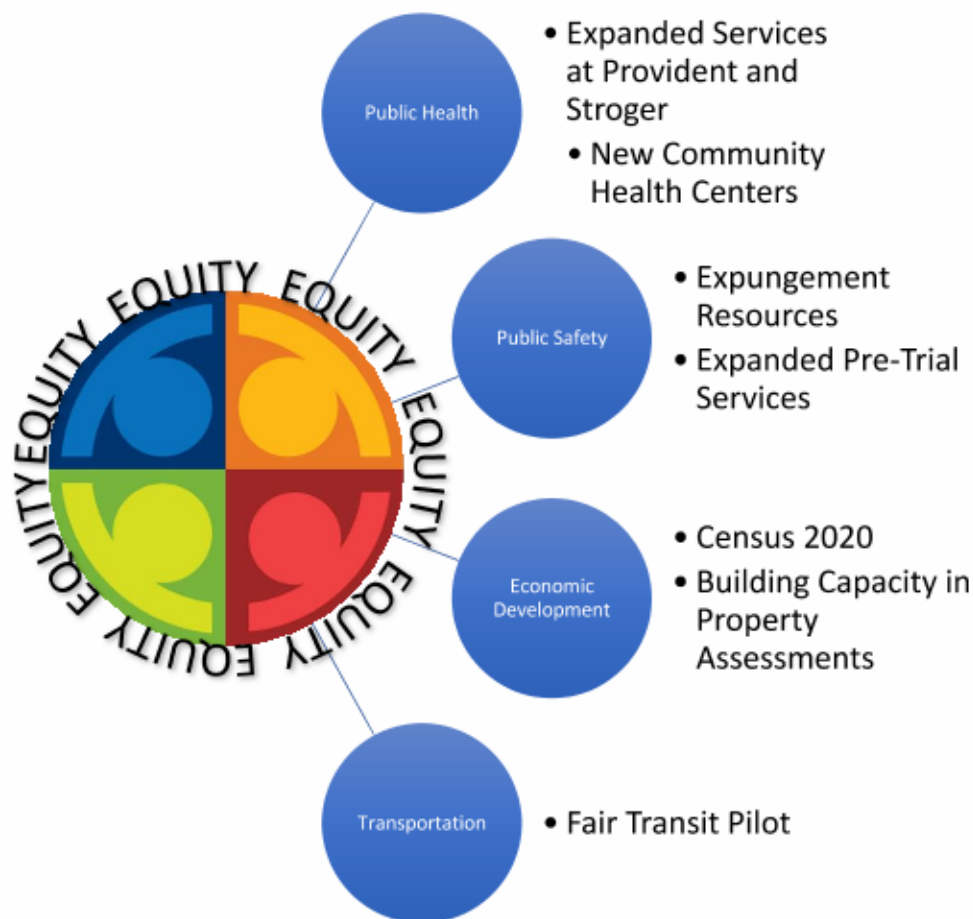 Public Health
• Expanded Services
at Provident and
Stroger
• New Community
Health Centers
EQUITY EQUITY EQUITY EQUITY EQUITY EQUITY EQUITY EQUITY
Public Safety
• Expungement
Resources
• Expanded Pre-Trial
Services
Economic
Development
• Census 2020
• Building Capacity in
Property
Assessments
Transportation
• Fair Transit Pilot